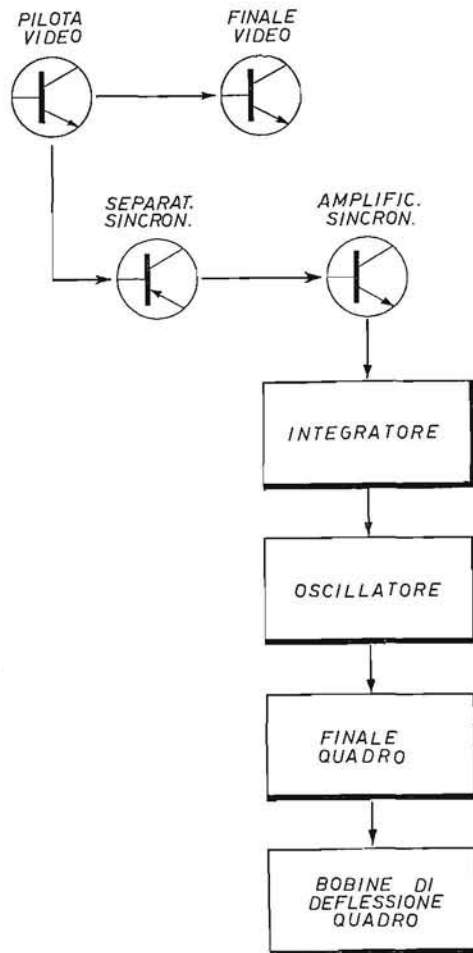 PILOTA
VIDEO
FINALE
VIDEO
SEPARAT.
SINCRON.
AMPLIFIC.
SINCRON.
INTEGRATORE
OSCILLATORE
FINALE
QUADRO
BOBINE DI
DEFLESSIONE
QUADRO